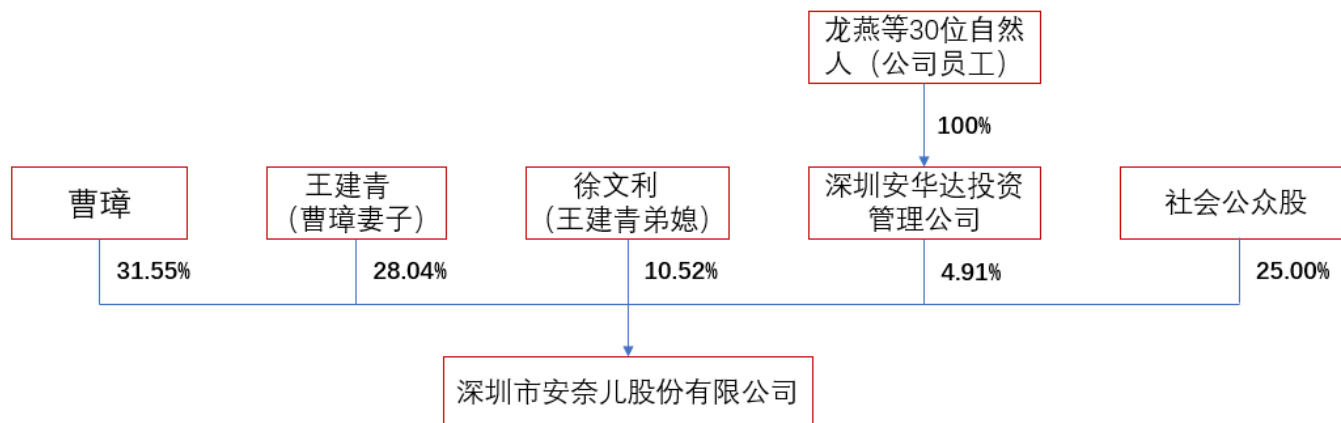 龙燕等30位自然
人（公司员工）
100%
曹璋
王建青
（曹璋妻子）
徐文利
（王建青弟媳）
深圳安华达投资
管理公司
社会公众股
31.55%
28.04%
10.52%
4.91%
25.00%
深圳市安奈儿股份有限公司